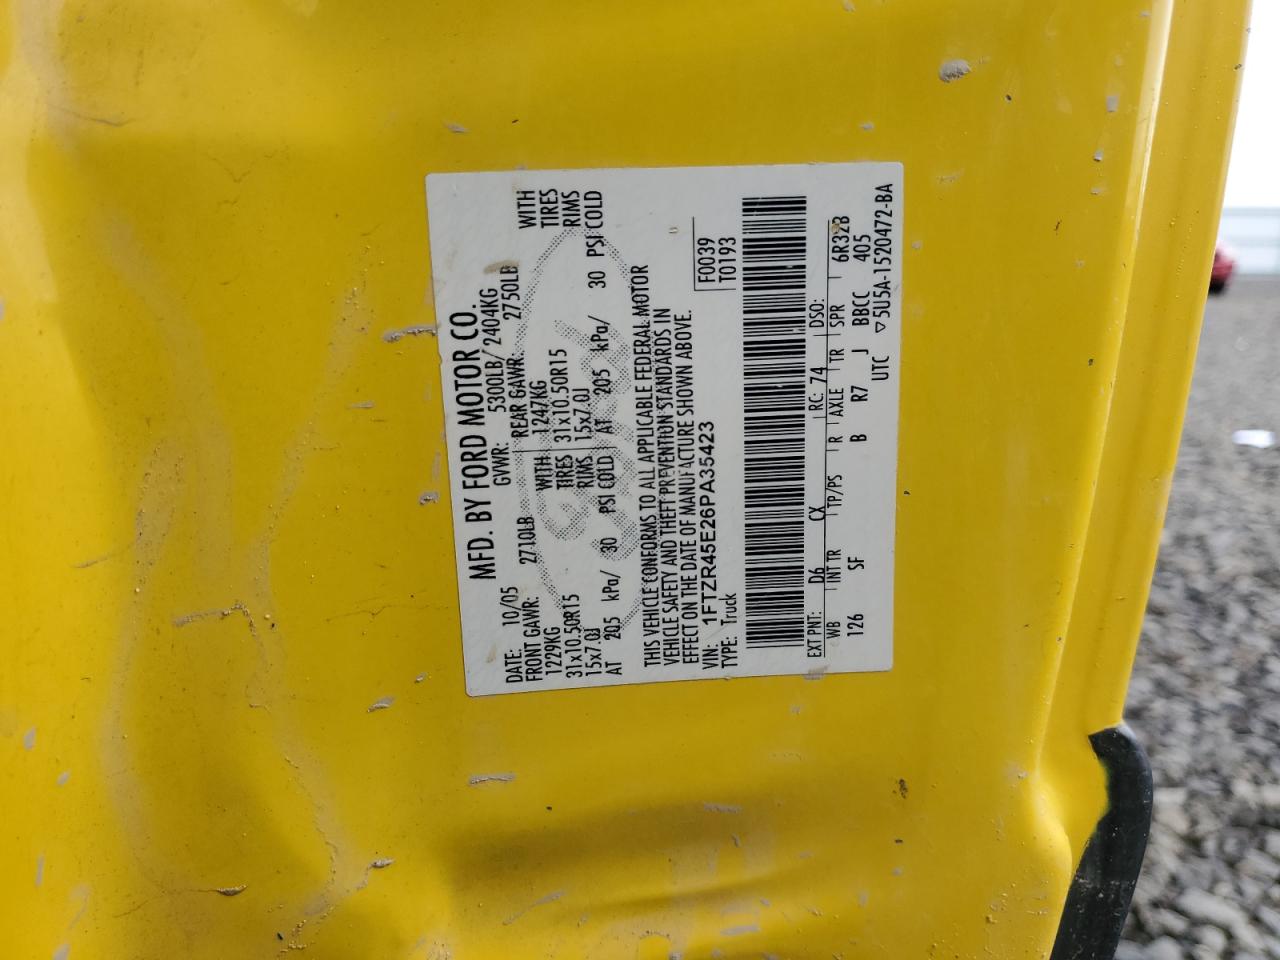 MFD. BY FORD MOTOR CO.
DATE: 10/05 GVWR: 5300LB/ 2404KG
FRONT GAWR: 2710LB REAR GAWR: 2750LB
1229KG WITH 1247KG WITH
31x10.50R15 TIRES 31x10.50R15 TIRES
15x7.0J RIMS 15x7.0J RIMS
AT 205 kPa/ 30 PSI COLD AT 205 kPa/ 30 PSI COLD
THIS VEHICLE CONFORMS TO ALL APPLICABLE FEDERAL MOTOR
VEHICLE SAFETY AND THEFT PREVENTION STANDARDS IN
EFFECT ON THE DATE OF MANUFACTURE SHOWN ABOVE.
VIN: 1FTZR45E26PA35423 F0039
TYPE: Truck T0193
EXT PNT: D6 CX RC: 74 DSO:
WB INT TR TP/PS R AXLE TR SPR 6R32B
126 SF B R7 J BBCC 405
UTC ▽5U5A-1520472-BA